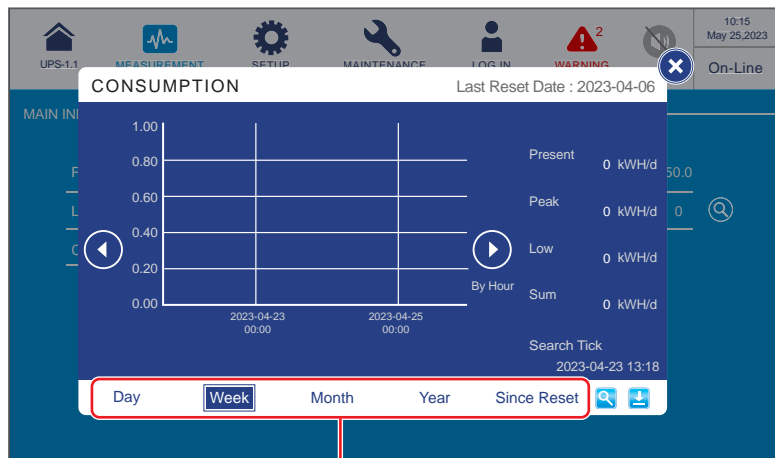 10:15
May 25,2023
2
UPS-1.1 MEASUREMENT SETUP MAINTENANCE LOG IN WARNING
On-Line
CONSUMPTION Last Reset Date : 2023-04-06
MAIN IN
1.00
0.80
0.60
0.40
0.20
0.00
2023-04-23
00:00
2023-04-25
00:00
By Hour
Present
0 kWH/d
Peak
0 kWH/d
Low
0 kWH/d
Sum
0 kWH/d
Search Tick
2023-04-23 13:18
50.0
0
Day Week Month Year Since Reset